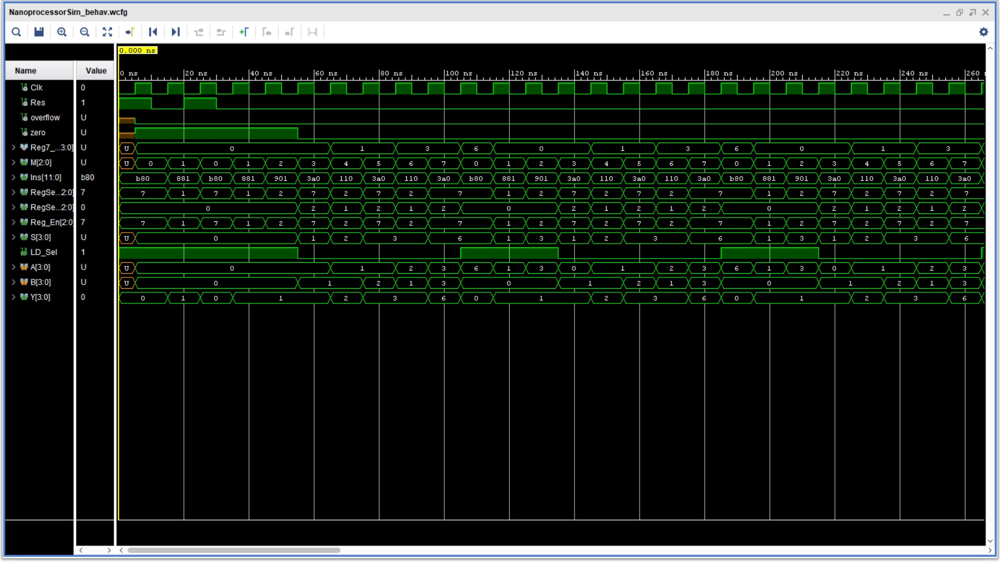 NanoprocessorSim_behav.wcfg
0.000 ns
Name Value
0 ns 20 ns 40 ns 60 ns 80 ns 100 ns 120 ns 140 ns 160 ns 180 ns 200 ns 220 ns 240 ns 260
Clk 0
Res 1
overflow U
zero U
Reg7_...3:0] U U 0 1 3 6 0 1 3 6 0 1 3
M[2:0] U U 0 1 0 1 2 3 4 5 6 7 0 1 2 3 4 5 6 7 0 1 2 3 4 5 6 7
Ins[11:0] b80 b80 881 b80 881 901 3a0 110 3a0 110 3a0 b80 881 901 3a0 110 3a0 110 3a0 b80 881 901 3a0 110 3a0 110 3a0
RegSe...2:0] 7 7 1 7 1 2 7 2 7 2 7 1 2 7 2 7 2 7 1 2 7 2 7 2 7
RegSe...2:0] 0 0 2 1 2 1 2 0 2 1 2 1 2 0 2 1 2 1 2
Reg_En[2:0 7 7 1 7 1 2 7 2 7 2 7 1 2 7 2 7 2 7 1 2 7 2 7 2 7
S[3:0] U U 0 1 2 3 6 1 3 1 2 3 6 1 3 1 2 3 6
LD_Sel 1
A[3:0] U U 0 1 2 3 6 1 3 0 1 2 3 6 1 3 0 1 2 3
B[3:0] U U 0 1 2 1 3 0 1 2 1 3 0 1 2 1 3
Y[3:0] 0 0 1 0 1 2 3 6 0 1 2 3 6 0 1 2 3 6